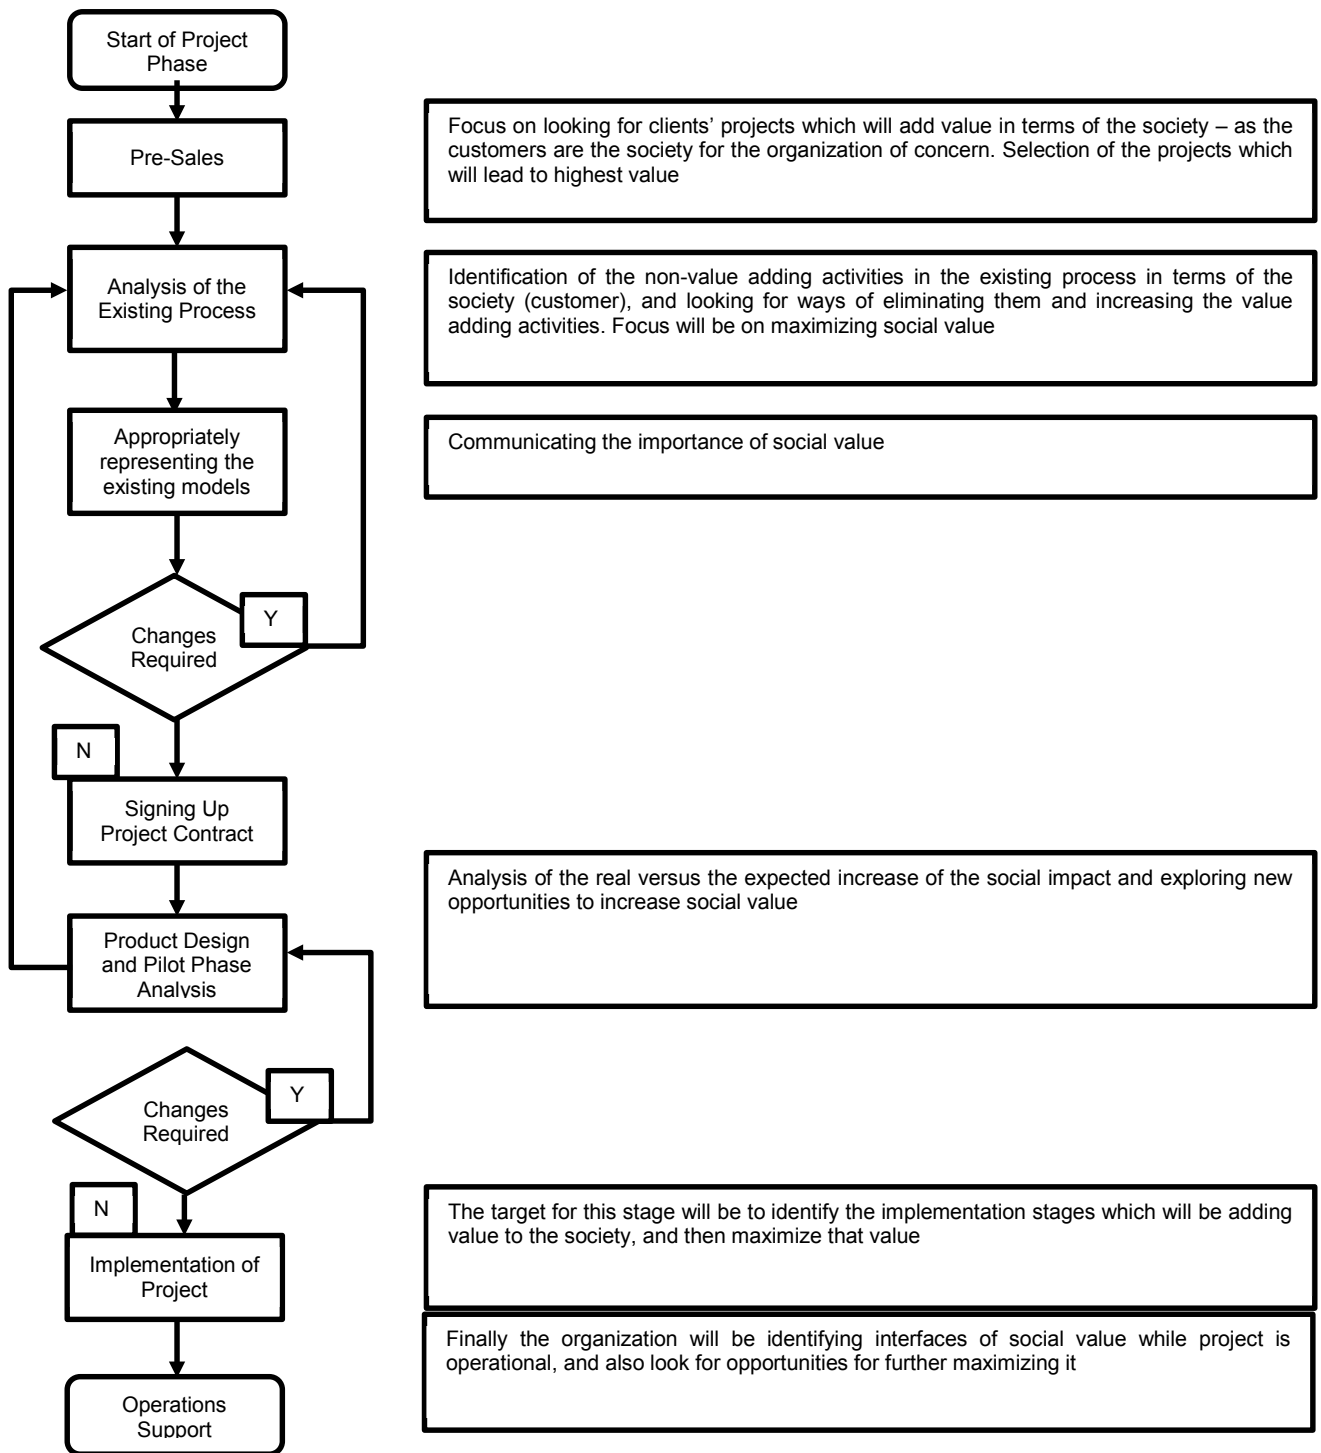 Start of Project
Phase
Pre-Sales
Focus on looking for clients’ projects which will add value in terms of the society – as the
customers are the society for the organization of concern. Selection of the projects which
will lead to highest value
Analysis of the
Existing Process
Identification of the non-value adding activities in the existing process in terms of the
society (customer), and looking for ways of eliminating them and increasing the value
adding activities. Focus will be on maximizing social value
Appropriately
representing the
existing models
Communicating the importance of social value
Y
Changes
Required
N
Signing Up
Project Contract
Analysis of the real versus the expected increase of the social impact and exploring new
opportunities to increase social value
Product Design
and Pilot Phase
Analysis
Y
Changes
Required
N
The target for this stage will be to identify the implementation stages which will be adding
value to the society, and then maximize that value
Implementation of
Project
Finally the organization will be identifying interfaces of social value while project is
operational, and also look for opportunities for further maximizing it
Operations
Support